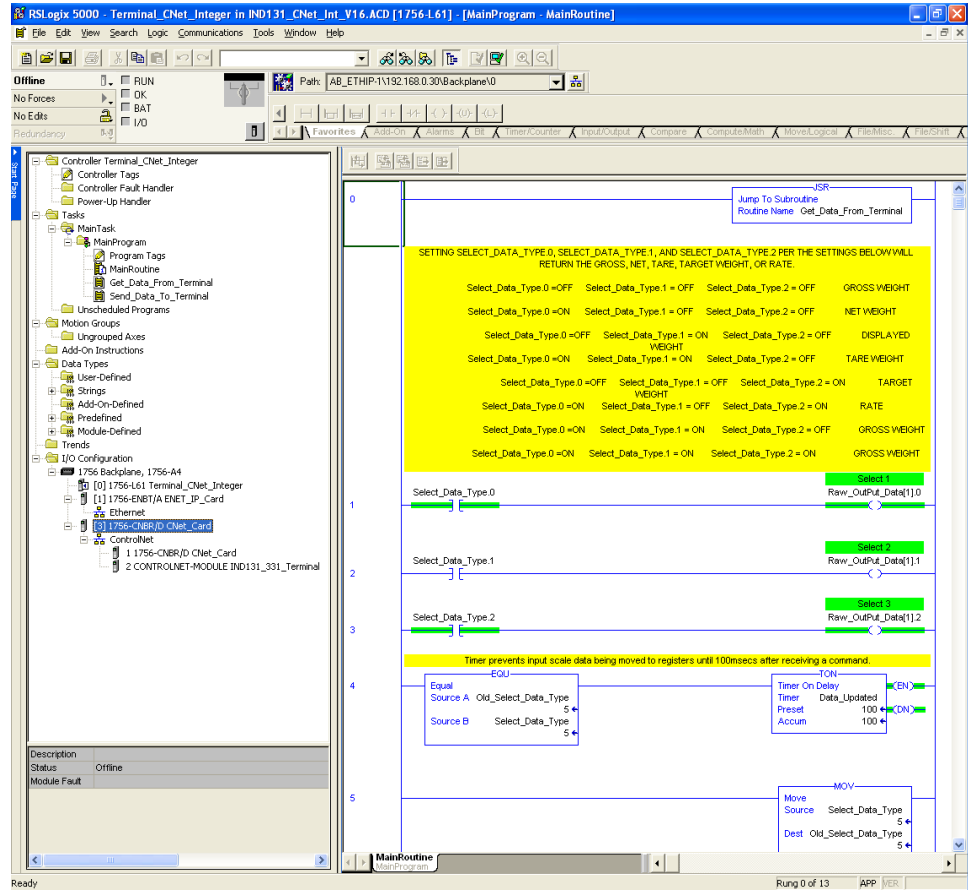 RSLogix 5000 - Terminal_CNet_Integer in IND131_CNet_Int_V16.ACD [1756-L61] - [MainProgram - MainRoutine]
File Edit View Search Logic Communications Tools Window Help
Offline
RUN
No Forces
OK
No Edits
BAT
Redundancy
I/O
Path: AB_ETHIP-1\192.168.0.30\Backplane\0
Favorites Add-On Alarms Bit Timer/Counter Input/Output Compare Compute/Math Move/Logical File/Misc. File/Shift
Start Page
Controller Terminal_CNet_Integer
Controller Tags
Controller Fault Handler
Power-Up Handler
Tasks
MainTask
MainProgram
Program Tags
MainRoutine
Get_Data_From_Terminal
Send_Data_To_Terminal
Unscheduled Programs
Motion Groups
Ungrouped Axes
Add-On Instructions
Data Types
User-Defined
Strings
Add-On-Defined
Predefined
Module-Defined
Trends
I/O Configuration
1756 Backplane, 1756-A4
[0] 1756-L61 Terminal_CNet_Integer
[1] 1756-ENBT/A ENET_IP_Card
Ethernet
[3] 1756-CNBR/D CNet_Card
ControlNet
1 1756-CNBR/D CNet_Card
2 CONTROLNET-MODULE IND131_331_Terminal
Description
Status Offline
Module Fault
0
JSR
Jump To Subroutine
Routine Name Get_Data_From_Terminal
SETTING SELECT_DATA_TYPE.0, SELECT_DATA_TYPE.1, AND SELECT_DATA_TYPE.2 PER THE SETTINGS BELOW WILL
RETURN THE GROSS, NET, TARE, TARGET WEIGHT, OR RATE.
Select_Data_Type.0 =OFF Select_Data_Type.1 = OFF Select_Data_Type.2 = OFF GROSS WEIGHT
Select_Data_Type.0 =ON Select_Data_Type.1 = OFF Select_Data_Type.2 = OFF NET WEIGHT
Select_Data_Type.0 =OFF Select_Data_Type.1 = ON Select_Data_Type.2 = OFF DISPLAYED
WEIGHT
Select_Data_Type.0 =ON Select_Data_Type.1 = ON Select_Data_Type.2 = OFF TARE WEIGHT
Select_Data_Type.0 =OFF Select_Data_Type.1 = OFF Select_Data_Type.2 = ON TARGET
WEIGHT
Select_Data_Type.0 =ON Select_Data_Type.1 = OFF Select_Data_Type.2 = ON RATE
Select_Data_Type.0 =ON Select_Data_Type.1 = ON Select_Data_Type.2 = OFF GROSS WEIGHT
Select_Data_Type.0 =ON Select_Data_Type.1 = ON Select_Data_Type.2 = ON GROSS WEIGHT
Select 1
Select_Data_Type.0 Raw_OutPut_Data[1].0
1
Select 2
Select_Data_Type.1 Raw_OutPut_Data[1].1
2
Select 3
Select_Data_Type.2 Raw_OutPut_Data[1].2
3
Timer prevents input scale data being moved to registers until 100msecs after receiving a command.
4
EQU
Equal
Source A Old_Select_Data_Type
5
Source B Select_Data_Type
5
TON
Timer On Delay
Timer Data_Updated
Preset 100
Accum 100
EN
DN
5
MOV
Move
Source Select_Data_Type
5
Dest Old_Select_Data_Type
5
MainRoutine
MainProgram
Ready
Rung 0 of 13 APP VER